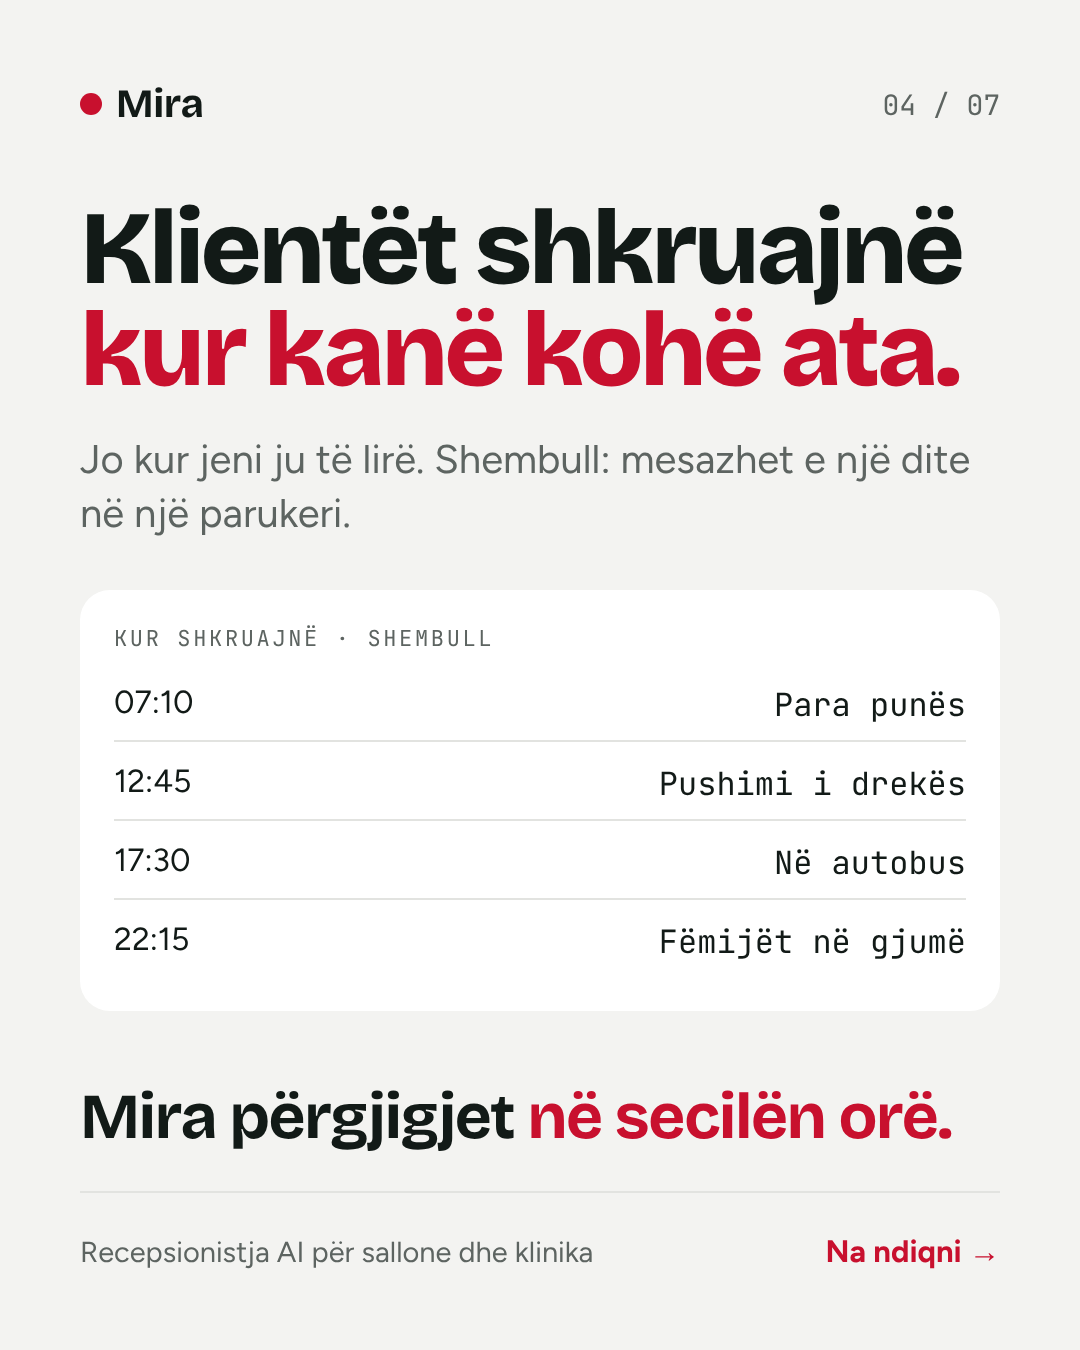 Mira
04 / 07
Klientët shkruajnë
kur kanë kohë ata.
Jo kur jeni ju të lirë. Shembull: mesazhet e një dite
në një parukeri.
KUR SHKRUAJNË · SHEMBULL
07:10 Para punës
12:45 Pushimi i drekës
17:30 Në autobus
22:15 Fëmijët në gjumë
Mira përgjigjet në secilën orë.
Recepsionistja AI për sallone dhe klinika
Na ndiqni →